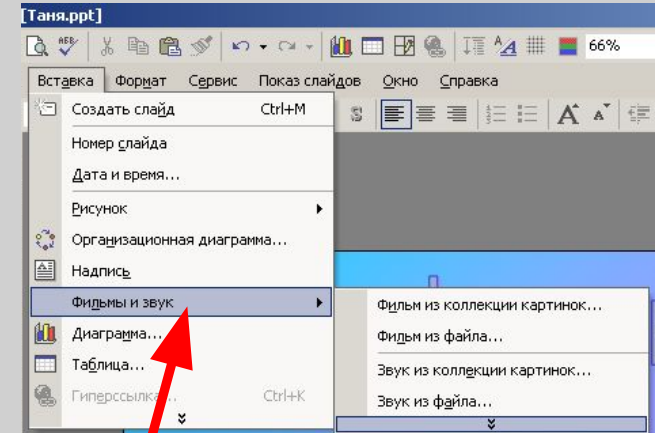 [Таня.ppt]
ABC 66%
Вставка Формат Сервис Показ слайдов Окно Справка
Создать слайд Ctrl+M
S A A
Номер слайда
Дата и время...
Рисунок
Организационная диаграмма...
Надпись
Фильмы и звук
Фильм из коллекции картинок...
Диаграмма...
Фильм из файла...
Таблица...
Звук из коллекции картинок...
Гиперссылка... Ctrl+K
Звук из файла...